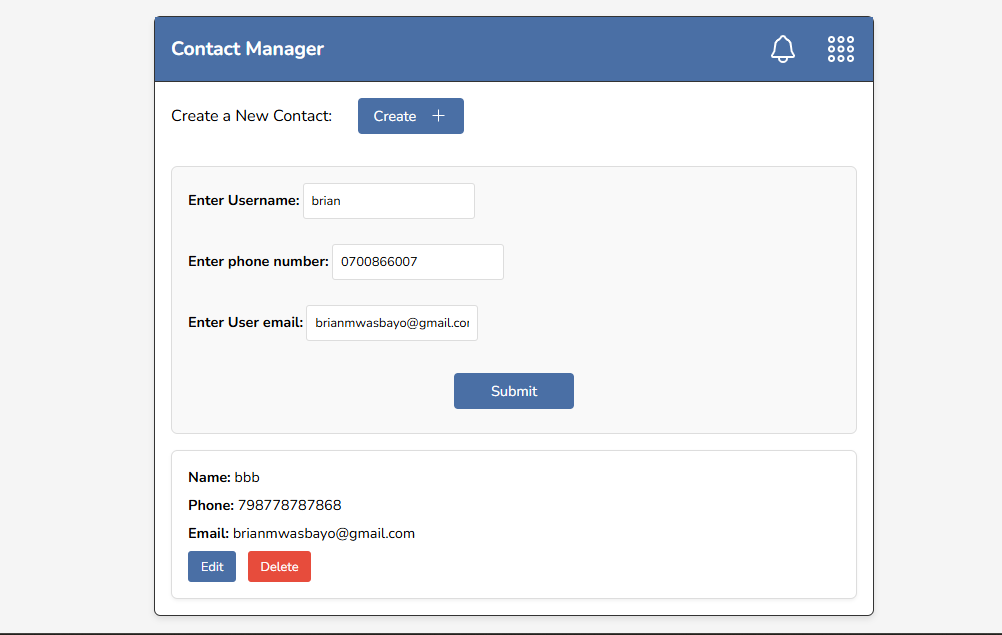 Contact Manager
Create a New Contact: Create +
Enter Username: brian
Enter phone number: 0700866007
Enter User email: brianmwasbayo@gmail.co
Submit
Name: bbb
Phone: 798778787868
Email: brianmwasbayo@gmail.com
Edit Delete